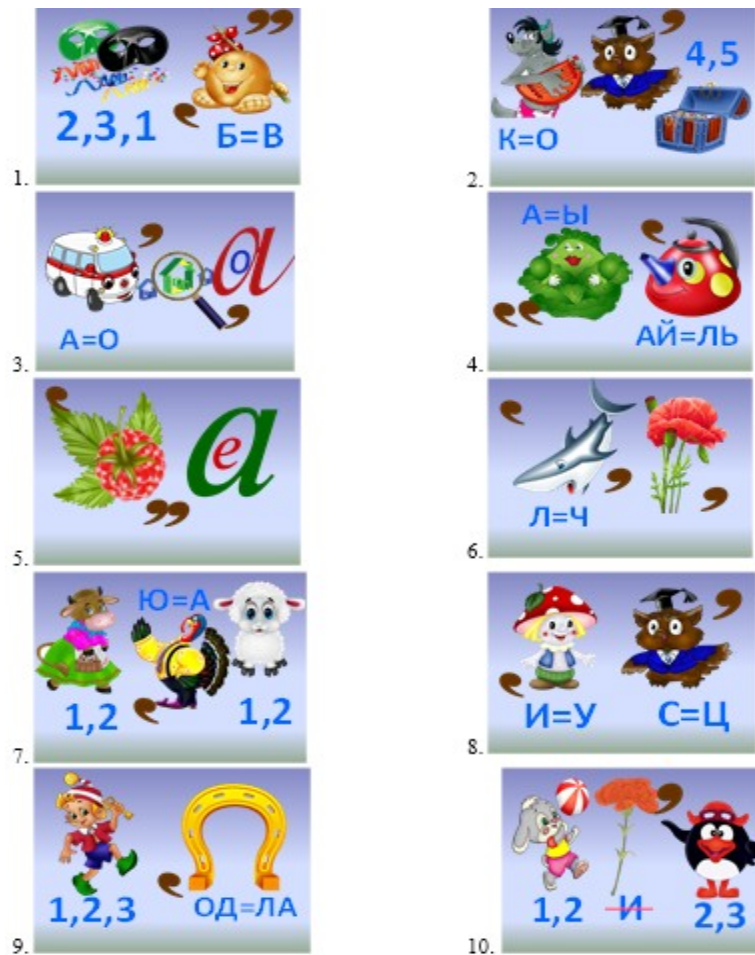 2,3,1
Б=В
1.
4,5
К=О
2.
а
о
А=О
3.
А=Ы
АЙ=ЛЬ
4.
а
е
5.
Л=Ч
6.
Ю=А
1,2
1,2
7.
И=У
С=Ц
8.
1,2,3
ОД=ЛА
9.
1,2
И
2,3
10.